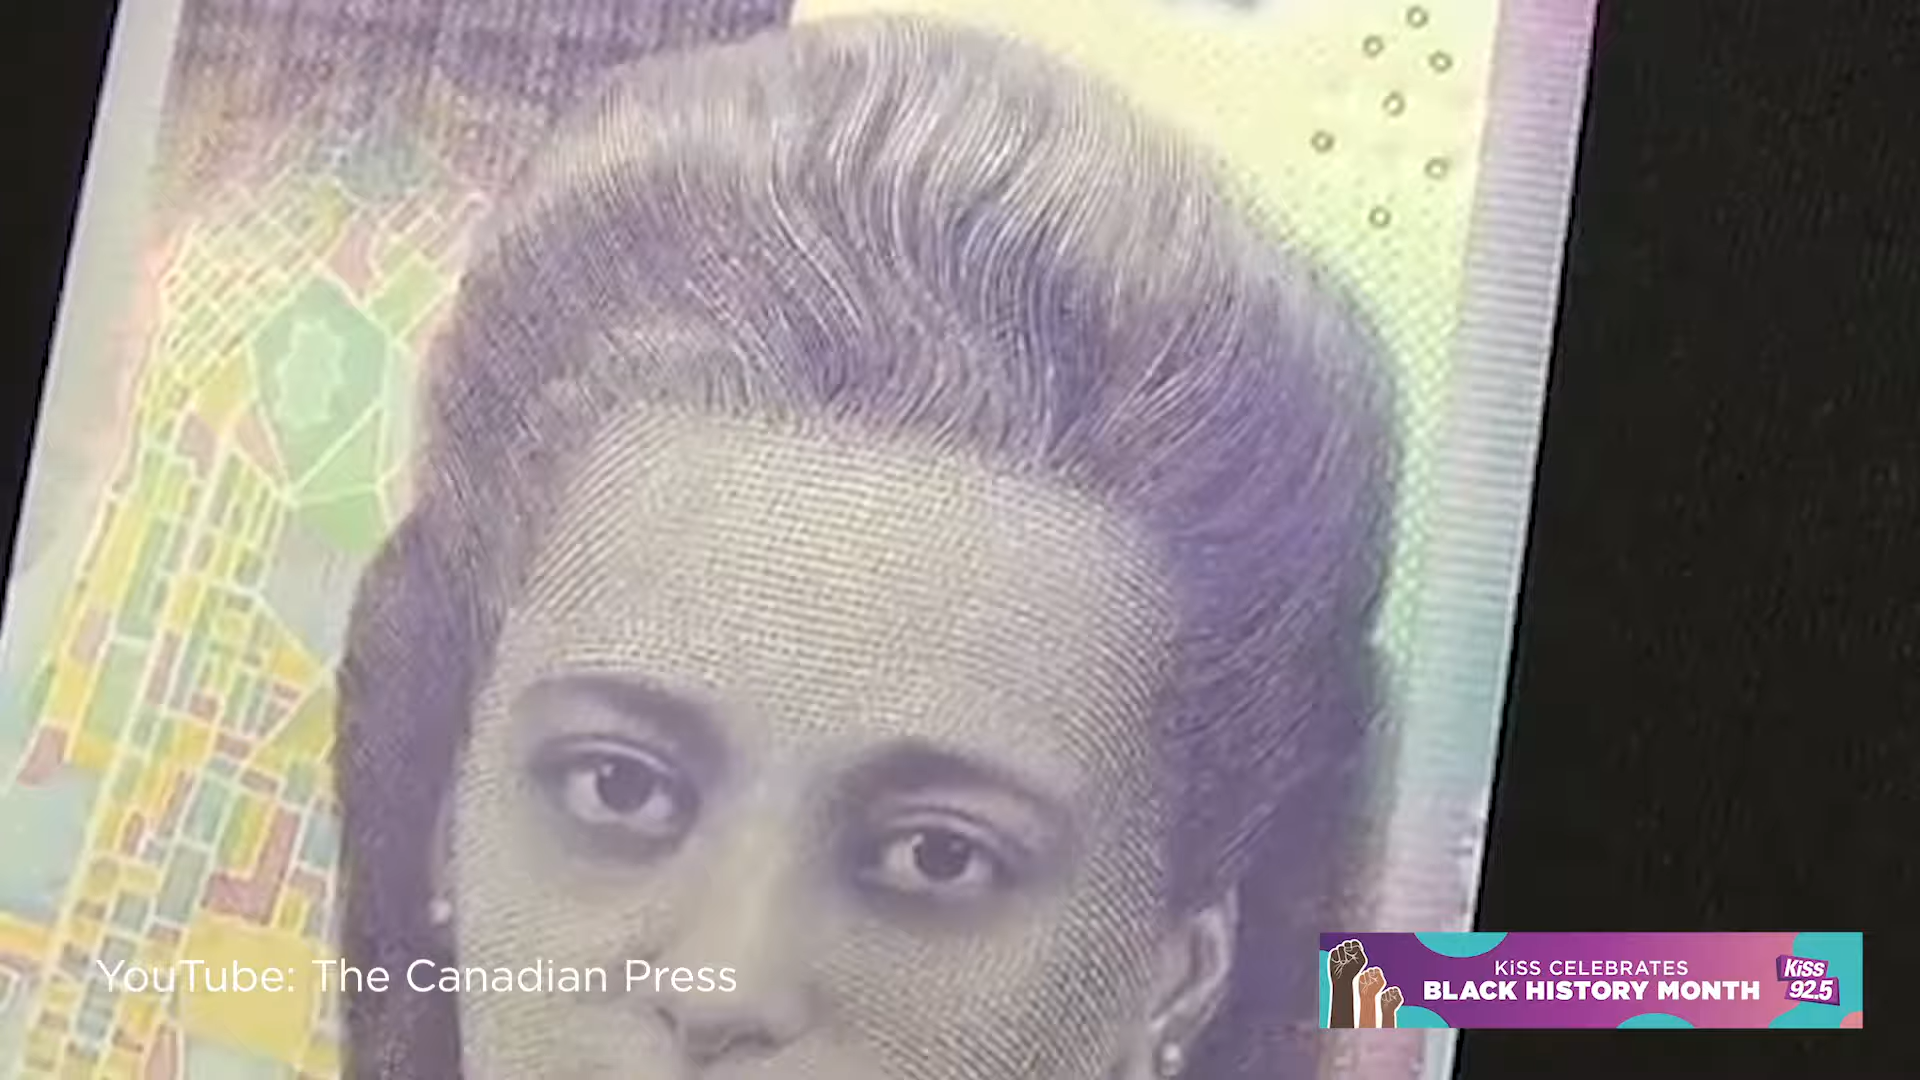 YouTube: The Canadian Press
KiSS CELEBRATES
BLACK HISTORY MONTH
KiSS
92.5